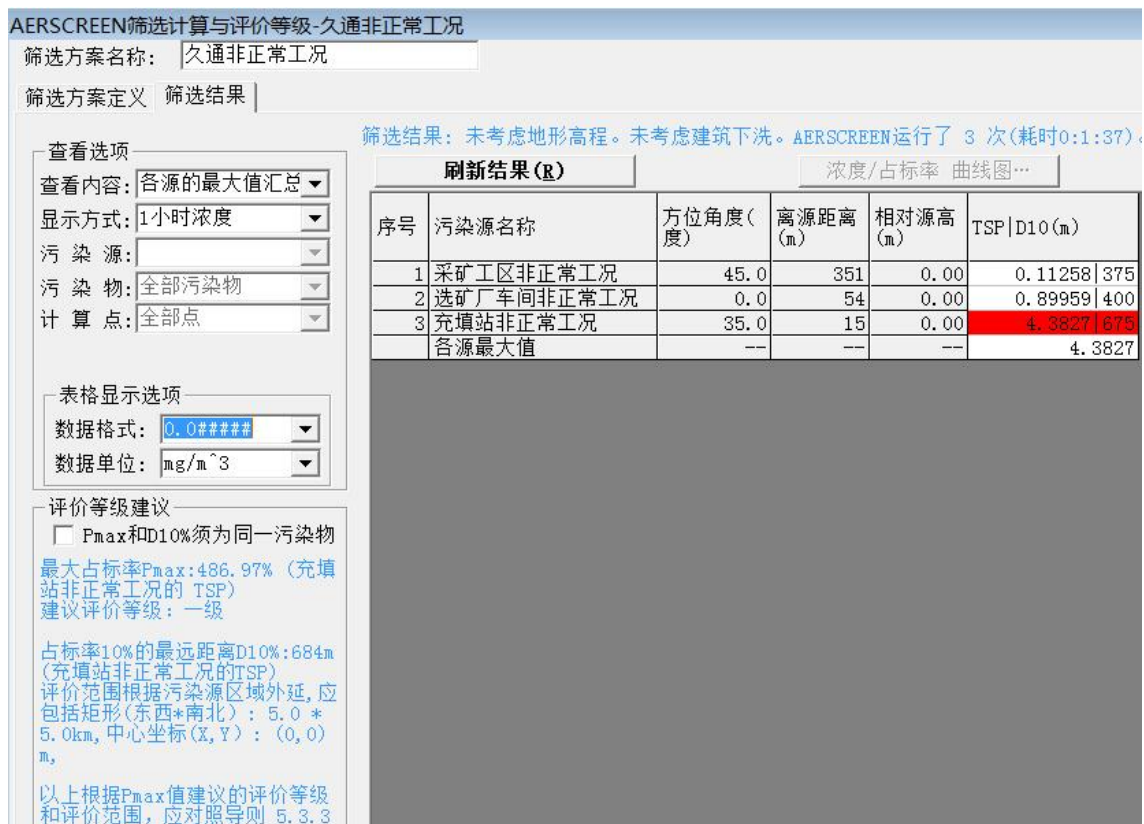 AERSCREEN筛选计算与评价等级-久通非正常工况
筛选方案名称: 久通非正常工况
筛选方案定义 筛选结果
筛选结果: 未考虑地形高程。未考虑建筑下洗。AERSCREEN运行了 3 次(耗时0:1:37)。
查看选项
查看内容: 各源的最大值汇总
显示方式: 1小时浓度
污 染 源:
污 染 物: 全部污染物
计 算 点: 全部点
表格显示选项
数据格式: 0.0#####
数据单位: mg/m^3
评价等级建议
Pmax和D10%须为同一污染物
最大占标率Pmax:486.97% (充填
站非正常工况的 TSP)
建议评价等级: 一级
占标率10%的最远距离D10%:684m
(充填站非正常工况的TSP)
评价范围根据污染源区域外延,应
包括矩形(东西*南北): 5.0 *
5.0km,中心坐标(X,Y): (0,0)
m,
以上根据Pmax值建议的评价等级
和评价范围, 应对照导则 5.3.3
刷新结果(R) 浓度/占标率 曲线图…
序号 污染源名称 方位角度(度) 离源距离(m) 相对源高(m) TSP|D10(m)
1 采矿工区非正常工况 45.0 351 0.00 0.11258|375
2 选矿厂车间非正常工况 0.0 54 0.00 0.89959|400
3 充填站非正常工况 35.0 15 0.00 4.3827|675
各源最大值 -- -- -- 4.3827